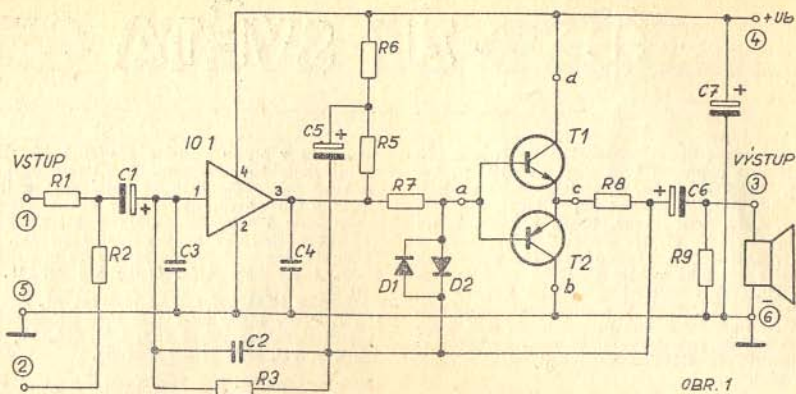 +Ub
④
R6
C7 +
d
C5 +
IO 1
R5
T1
VSTUP
C1
4
VÝSTUP
R1
1
3
R7
a
c
R8
+ C6
③
①
+
2
R2
C3
C4
T2
R9
D1
D2
b
⑤
–
⑥
C2
②
R3
OBR. 1